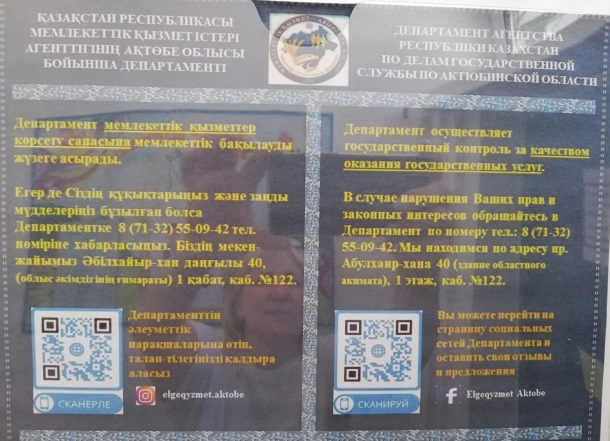 ҚАЗАҚСТАН РЕСПУБЛИКАСЫ
МЕМЛЕКЕТТІК ҚЫЗМЕТ ІСТЕРІ
АГЕНТТІГІНІҢ АҚТӨБЕ ОБЛЫСЫ
БОЙЫНША ДЕПАРТАМЕНТІ
Департамент мемлекеттік қызметтер
көрсету сапасына мемлекеттік бақылауды
жүзеге асырады.
Егер де Сіздің құқықтарыңыз және заңды
мүдделеріңіз бұзылған болса
Департаментке 8 (71-32) 55-09-42 тел.
нөміріне хабарласыңыз. Біздің мекен-
жайымыз Әбілхайыр-хан даңғылы 40,
(облыс әкімдігінің ғимараты) 1 қабат, каб. №122.
Департаменттің
әлеуметтік
парақшаларына өтіп,
талап-тілегіңізді қалдыра
аласыз
СКАНЕРЛЕ
elgeqyzmet.aktobe
ДЕПАРТАМЕНТ АГЕНТСТВА
РЕСПУБЛИКИ КАЗАХСТАН
ПО ДЕЛАМ ГОСУДАРСТВЕННОЙ
СЛУЖБЫ ПО АКТЮБИНСКОЙ ОБЛАСТИ
Департамент осуществляет
государственный контроль за качеством
оказания государственных услуг.
В случае нарушения Ваших прав и
законных интересов обращайтесь в
Департамент по номеру тел.: 8 (71-32)
55-09-42. Мы находимся по адресу пр.
Абулхаир-хана 40 (здание областного
акимата), 1 этаж, каб. №122.
Вы можете перейти на
страницу социальных
сетей Департамента и
оставить свои отзывы
и предложения
СКАНИРУЙ
Elgeqyzmet Aktobe